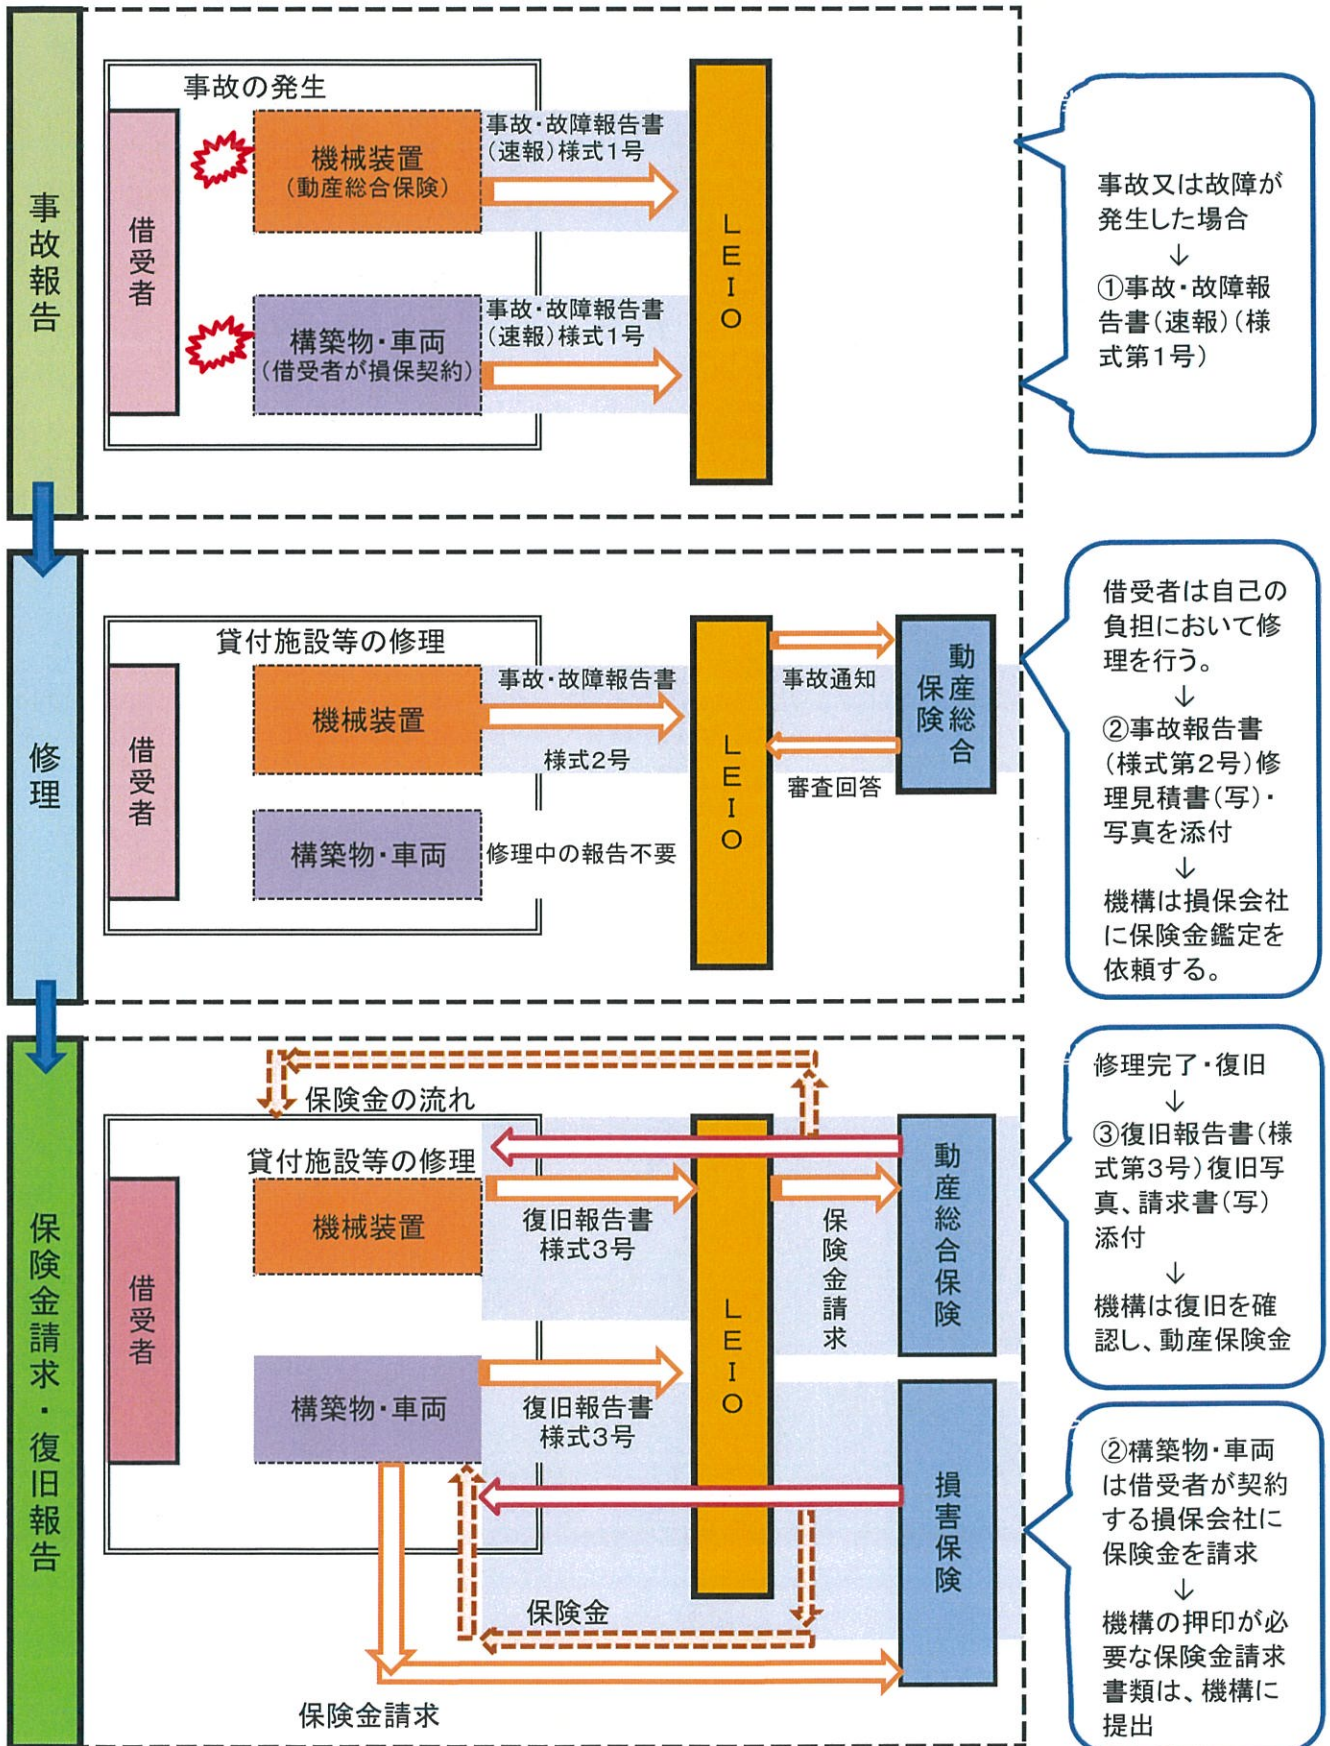 事故報告
事故の発生
借受者
機械装置
(動産総合保険)
事故・故障報告書
(速報)様式1号
構築物・車両
(借受者が損保契約)
事故・故障報告書
(速報)様式1号
LEIO
事故又は故障が
発生した場合
↓
①事故・故障報
告書(速報)(様
式第1号)
修理
貸付施設等の修理
借受者
機械装置
事故・故障報告書
様式2号
構築物・車両
修理中の報告不要
LEIO
事故通知
審査回答
動産総合
保険
借受者は自己の
負担において修
理を行う。
↓
②事故報告書
(様式第2号)修
理見積書(写)・
写真を添付
↓
機構は損保会社
に保険金鑑定を
依頼する。
保険金請求・復旧報告
保険金の流れ
貸付施設等の修理
借受者
機械装置
復旧報告書
様式3号
構築物・車両
復旧報告書
様式3号
LEIO
保険金請求
動産総合保険
損害保険
保険金
保険金請求
修理完了・復旧
↓
③復旧報告書(様
式第3号)復旧写
真、請求書(写)
添付
↓
機構は復旧を確
認し、動産保険金
②構築物・車両
は借受者が契約
する損保会社に
保険金を請求
↓
機構の押印が必
要な保険金請求
書類は、機構に
提出